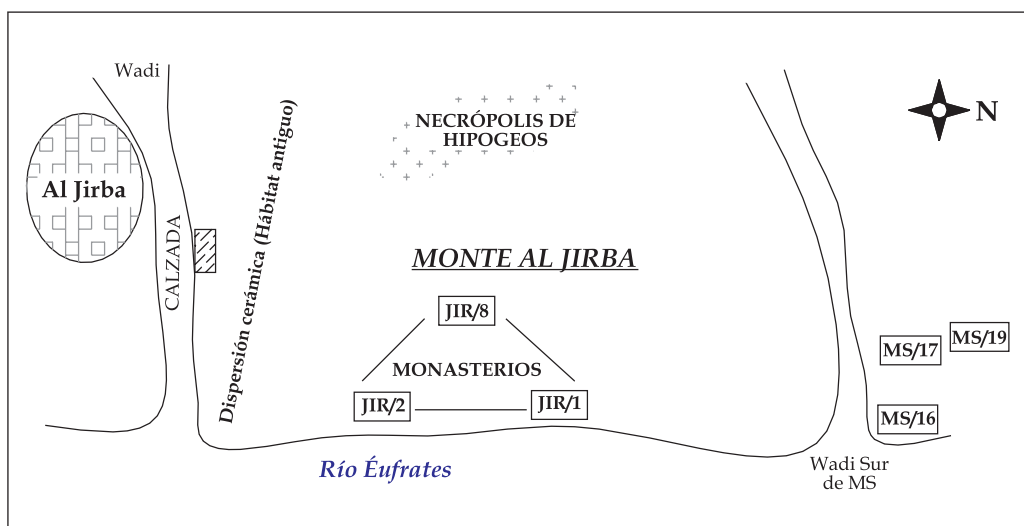 Wadi
Al Jirba
CALZADA
Dispersión cerámica (Hábitat antiguo)
NECRÓPOLIS DE
HIPOGEOS
N
MONTE AL JIRBA
JIR/8
MONASTERIOS
JIR/2
JIR/1
MS/17
MS/19
MS/16
Río Éufrates
Wadi Sur
de MS